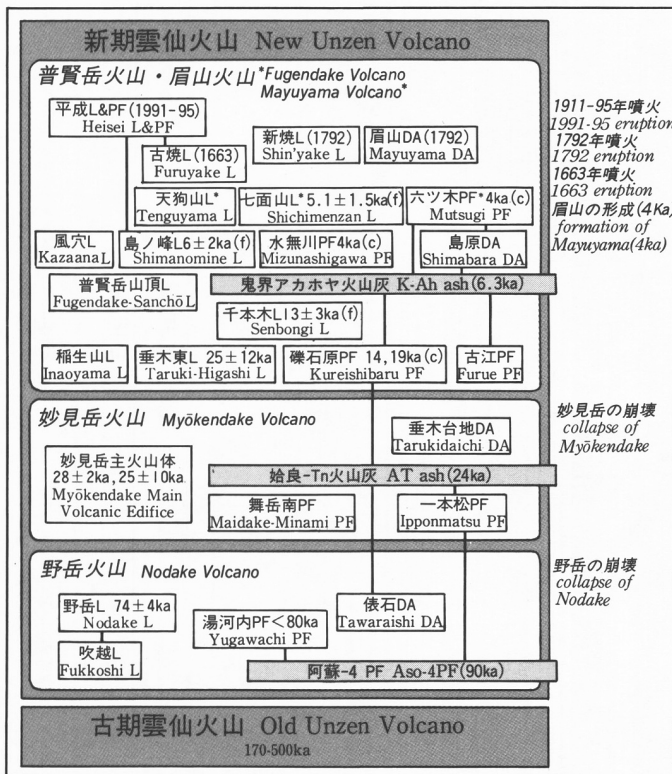 新期雲仙火山 New Unzen Volcano
普賢岳火山・眉山火山*Fugendake Volcano
Mayuyama Volcano*
平成L&PF(1991-95)
Heisei L&PF
古焼L(1663)
Furuyake L
新焼L(1792)
Shin'yake L
眉山DA(1792)
Mayuyama DA
天狗山L*
Tenguyama L
七面山L*5.1±1.5ka(f)
Shichimenzan L
六ツ木PF*4ka(c)
Mutsugi PF
風穴L
Kazaana L
島ノ峰L6±2ka(f)
Shimanomine L
水無川PF4ka(c)
Mizunashigawa PF
島原DA
Shimabara DA
普賢岳山頂L
Fugendake-Sanchō L
鬼界アカホヤ火山灰 K-Ah ash(6.3ka)
千本木L13±3ka(f)
Senbongi L
稲生山L
Inaoyama L
垂木東L 25±12ka
Taruki-Higashi L
礫石原PF 14,19ka(c)
Kureishibaru PF
古江PF
Furue PF
1911-95年噴火
1991-95 eruption
1792年噴火
1792 eruption
1663年噴火
1663 eruption
眉山の形成(4Ka)
formation of
Mayuyama(4ka)
妙見岳火山 Myōkendake Volcano
垂木台地DA
Tarukidaichi DA
妙見岳主火山体
28±2ka,25±10ka
Myōkendake Main
Volcanic Edifice
姶良-Tn火山灰 AT ash(24ka)
舞岳南PF
Maidake-Minami PF
一本松PF
Ipponmatsu PF
妙見岳の崩壊
collapse of
Myōkendake
野岳火山 Nodake Volcano
野岳L 74±4ka
Nodake L
湯河内PF<80ka
Yugawachi PF
俵石DA
Tawaraishi DA
吹越L
Fukkoshi L
阿蘇-4 PF Aso-4PF(90ka)
野岳の崩壊
collapse of
Nodake
古期雲仙火山 Old Unzen Volcano
170-500ka